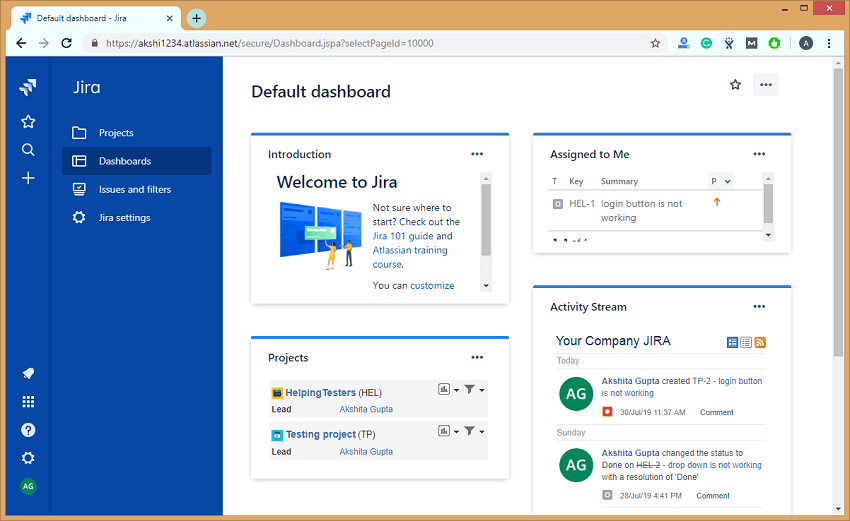 Default dashboard - Jira
https://akshi1234.atlassian.net/secure/Dashboard.jspa?selectPageId=10000
A
Jira
Projects
Dashboards
Issues and filters
Jira settings
AG
Default dashboard
Introduction
Welcome to Jira
Not sure where to
start? Check out the
Jira 101 guide and
Atlassian training
course.
You can customize
Projects
HelpingTesters (HEL)
Lead Akshita Gupta
Testing project (TP)
Lead Akshita Gupta
Assigned to Me
T Key Summary P
HEL-1 login button is not
working
Activity Stream
Your Company JIRA
Today
AG
Akshita Gupta created TP-2 - login button
is not working
30/Jul/19 11:37 AM Comment
Sunday
AG
Akshita Gupta changed the status to
Done on HEL-2 - drop down is not working
with a resolution of 'Done'
28/Jul/19 4:41 PM Comment